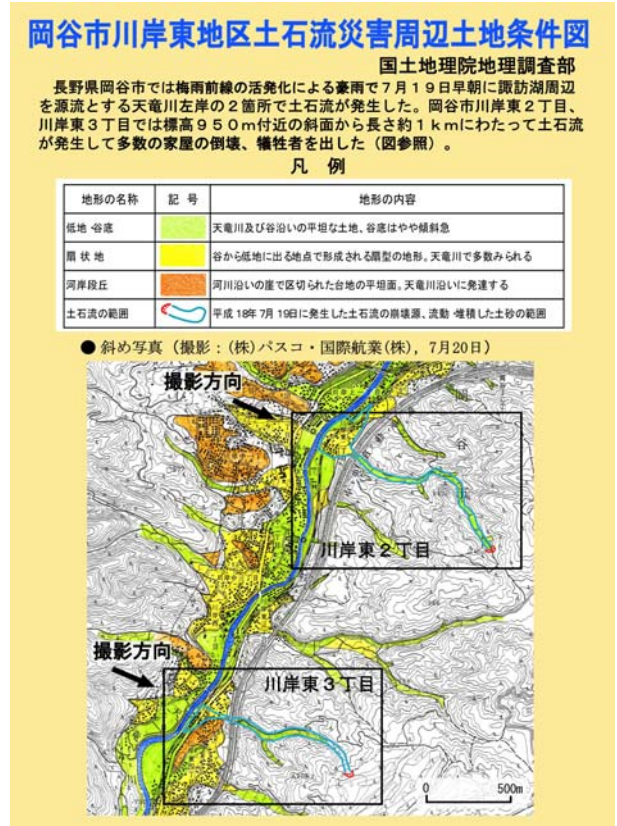 岡谷市川岸東地区土石流災害周辺土地条件図
国土地理院地理調査部
長野県岡谷市では梅雨前線の活発化による豪雨で７月１９日早朝に諏訪湖周辺
を源流とする天竜川左岸の２箇所で土石流が発生した。岡谷市川岸東２丁目、
川岸東３丁目では標高９５０ｍ付近の斜面から長さ約１ｋｍにわたって土石流
が発生して多数の家屋の倒壊、犠牲者を出した（図参照）。
凡 例
地形の名称 記 号 地形の内容
低地・谷底 天竜川及び谷沿いの平坦な土地、谷底はやや傾斜急
扇 状 地 谷から低地に出る地点で形成される扇型の地形。天竜川で多数みられる
河岸段丘 河川沿いの崖で区切られた台地の平坦面。天竜川沿いに発達する
土石流の範囲 平成 18年 7月 19日に発生した土石流の崩壊源、流動・堆積した土砂の範囲
● 斜め写真（撮影：(株)パスコ・国際航業(株)，7月20日）
撮影方向
川岸東２丁目
撮影方向
川岸東３丁目
0 500m